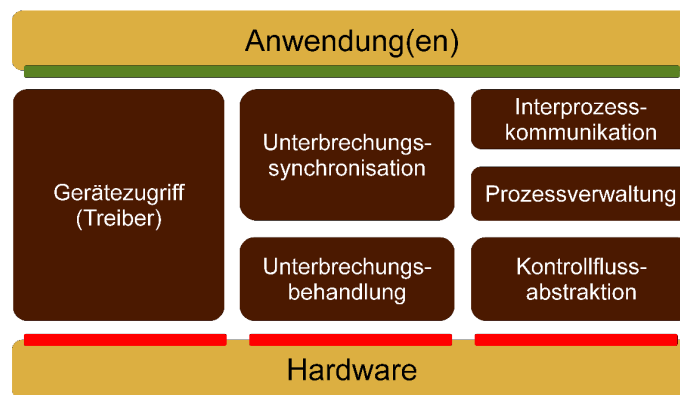 Anwendung(en)
Gerätezugriff
(Treiber)
Unterbrechungs-
synchronisation
Unterbrechungs-
behandlung
Interprozess-
kommunikation
Prozessverwaltung
Kontrollfluss-
abstraktion
Hardware